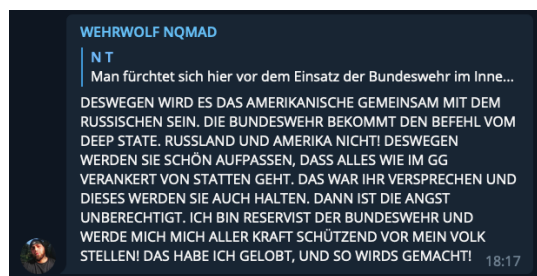 WEHRWOLF NQMAD
N T
Man fürchtet sich hier vor dem Einsatz der Bundeswehr im Inne...
DESWEGEN WIRD ES DAS AMERIKANISCHE GEMEINSAM MIT DEM
RUSSISCHEN SEIN. DIE BUNDESWEHR BEKOMMT DEN BEFEHL VOM
DEEP STATE. RUSSLAND UND AMERIKA NICHT! DESWEGEN
WERDEN SIE SCHÖN AUFPASSEN, DASS ALLES WIE IM GG
VERANKERT VON STATTEN GEHT. DAS WAR IHR VERSPRECHEN UND
DIESES WERDEN SIE AUCH HALTEN. DANN IST DIE ANGST
UNBERECHTIGT. ICH BIN RESERVIST DER BUNDESWEHR UND
WERDE MICH MICH ALLER KRAFT SCHÜTZEND VOR MEIN VOLK
STELLEN! DAS HABE ICH GELOBT, UND SO WIRDS GEMACHT! 18:17